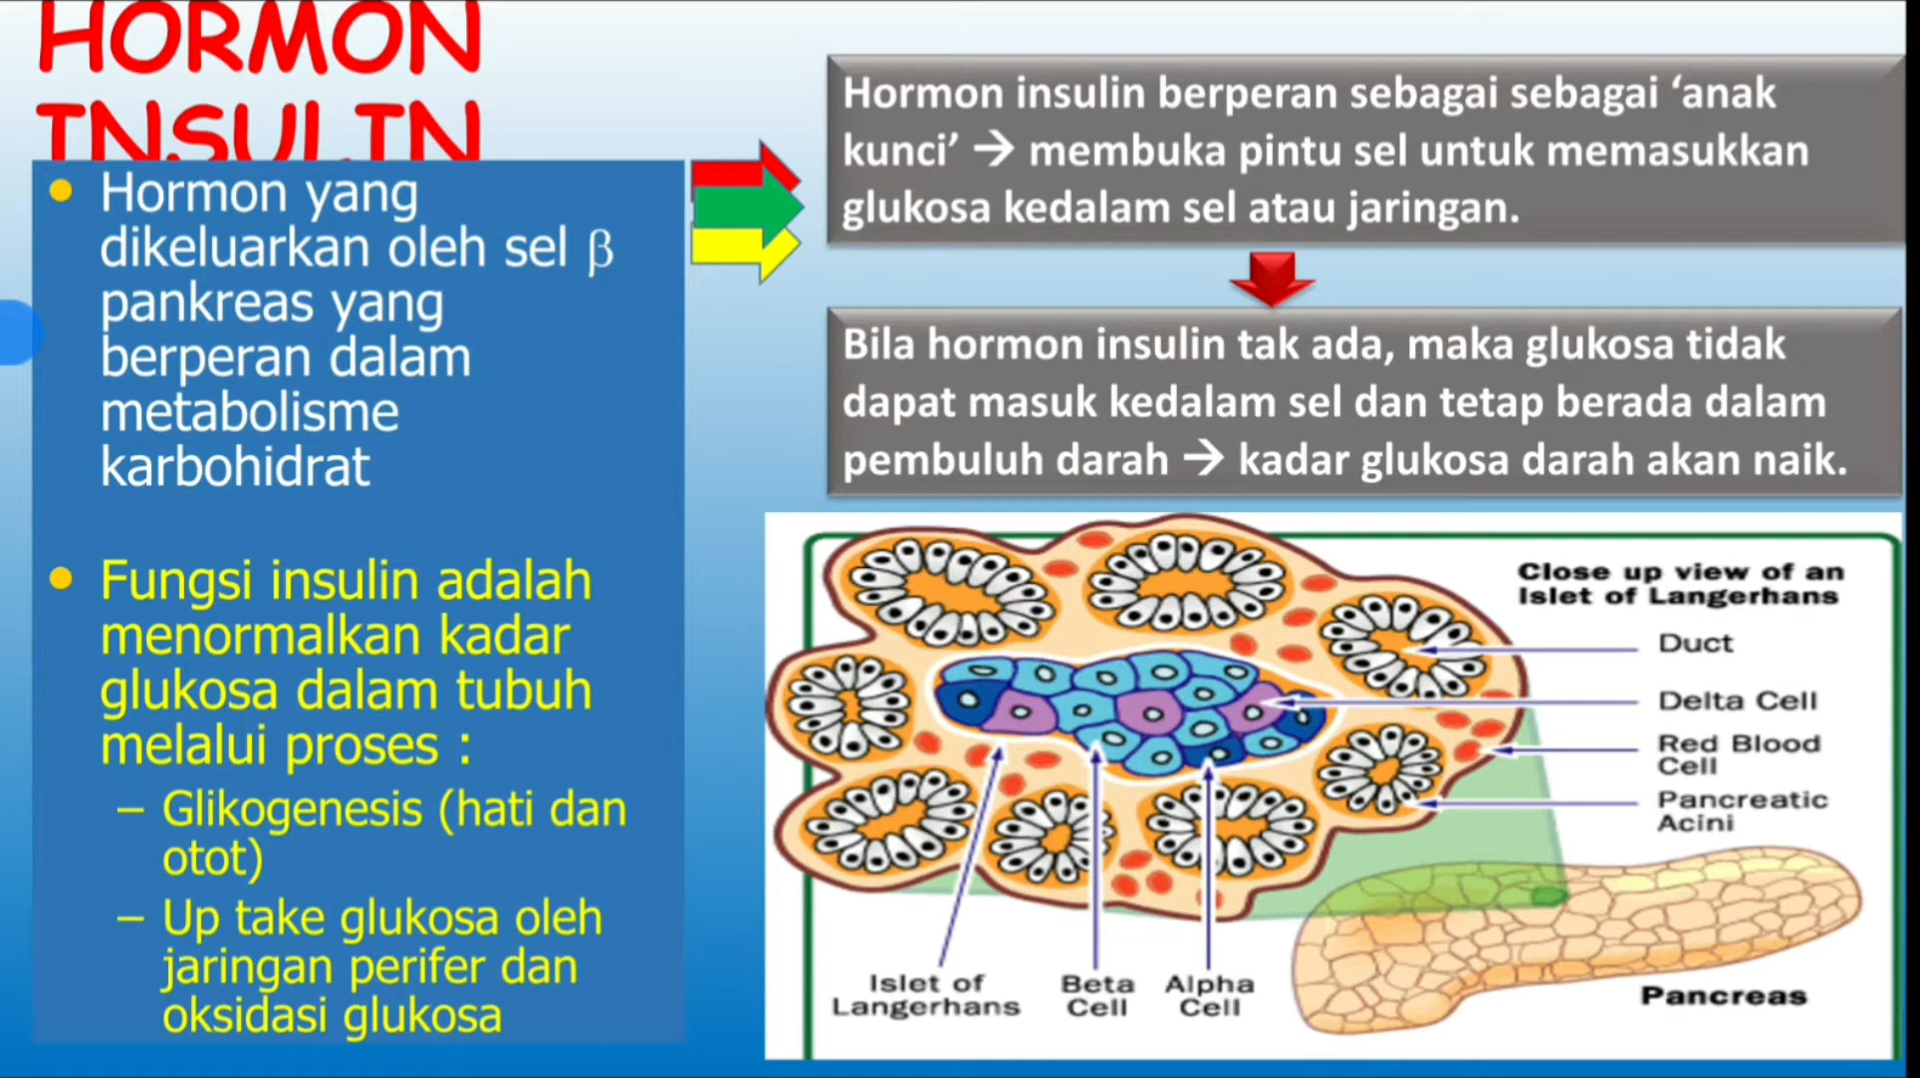 HORMON
INSULIN
Hormon yang
dikeluarkan oleh sel β
pankreas yang
berperan dalam
metabolisme
karbohidrat
Fungsi insulin adalah
menormalkan kadar
glukosa dalam tubuh
melalui proses :
– Glikogenesis (hati dan
otot)
– Up take glukosa oleh
jaringan perifer dan
oksidasi glukosa
Hormon insulin berperan sebagai sebagai ‘anak
kunci’ → membuka pintu sel untuk memasukkan
glukosa kedalam sel atau jaringan.
Bila hormon insulin tak ada, maka glukosa tidak
dapat masuk kedalam sel dan tetap berada dalam
pembuluh darah → kadar glukosa darah akan naik.
Close up view of an
Islet of Langerhans
Duct
Delta Cell
Red Blood
Cell
Pancreatic
Acini
Islet of
Langerhans
Beta
Cell
Alpha
Cell
Pancreas